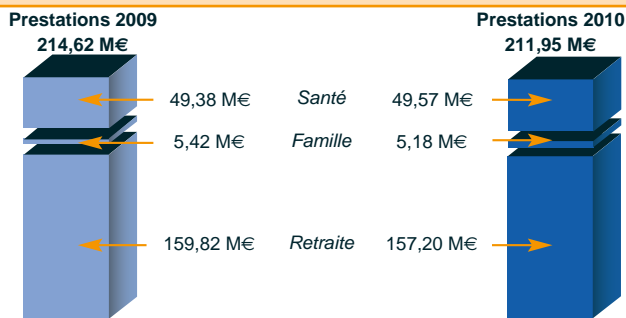 Prestations 2009
214,62 M€
Prestations 2010
211,95 M€
49,38 M€ Santé 49,57 M€
5,42 M€ Famille 5,18 M€
159,82 M€ Retraite 157,20 M€